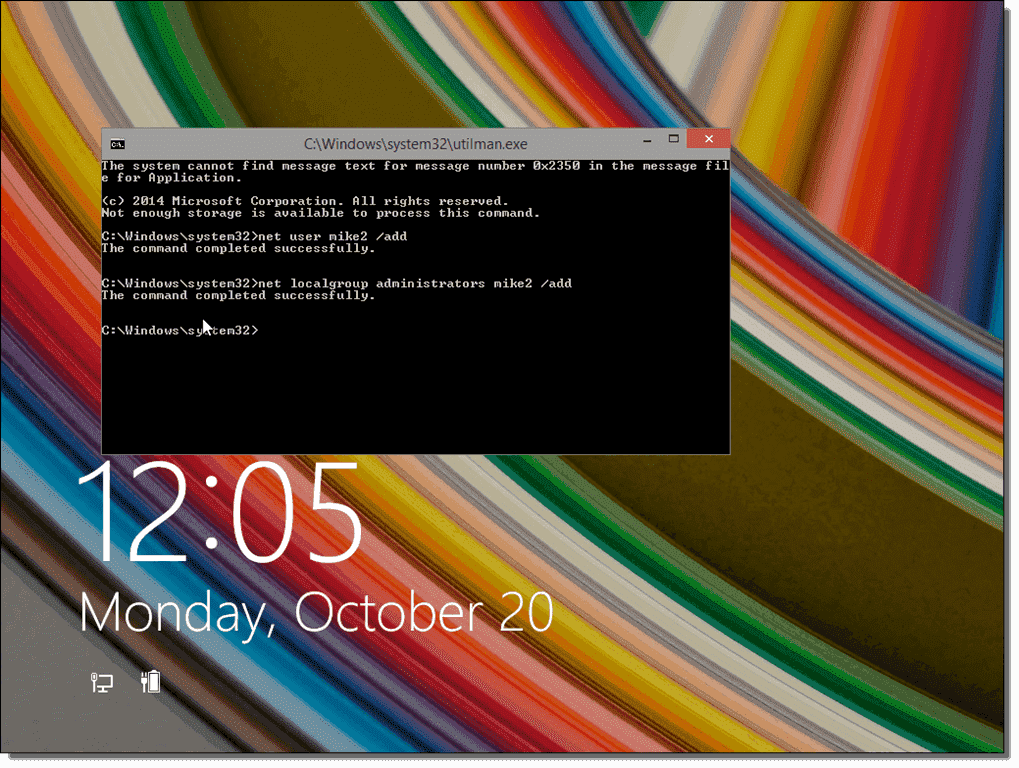 C:\Windows\system32\utilman.exe
The system cannot find message text for message number 0x2350 in the message fil
e for Application.
(c) 2014 Microsoft Corporation. All rights reserved.
Not enough storage is available to process this command.
C:\Windows\system32>net user mike2 /add
The command completed successfully.
C:\Windows\system32>net localgroup administrators mike2 /add
The command completed successfully.
C:\Windows\system32>
12:05
Monday, October 20